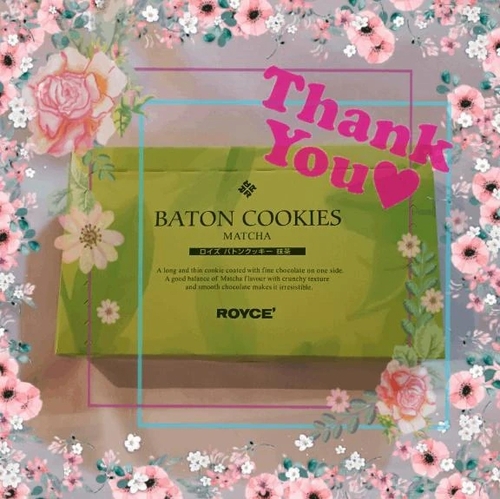 Thank
You♥
BATON COOKIES
MATCHA
ロイズ バトンクッキー 抹茶
A long and thin cookie coated with fine chocolate on one side.
A good balance of Matcha flavour with crunchy texture
and smooth chocolate makes it irresistible.
ROYCE'